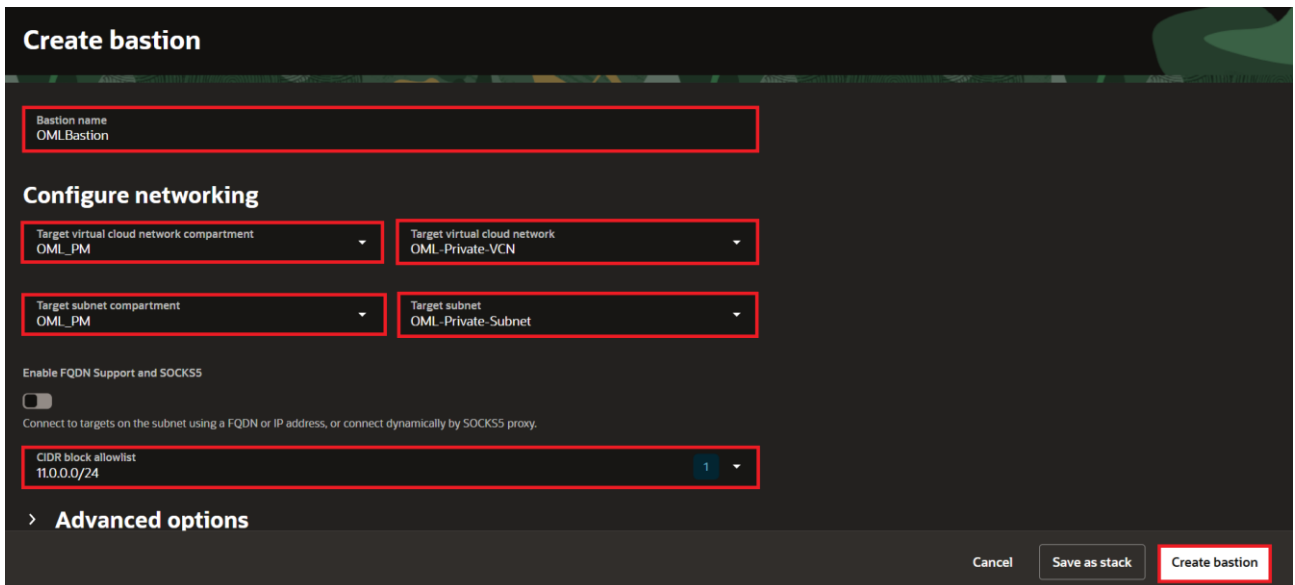 Create bastion
Bastion name
OMLBastion
Configure networking
Target virtual cloud network compartment
OML_PM
Target virtual cloud network
OML-Private-VCN
Target subnet compartment
OML_PM
Target subnet
OML-Private-Subnet
Enable FQDN Support and SOCKS5
Connect to targets on the subnet using a FQDN or IP address, or connect dynamically by SOCKS5 proxy.
CIDR block allowlist
11.0.0.0/24
1
Advanced options
Cancel
Save as stack
Create bastion